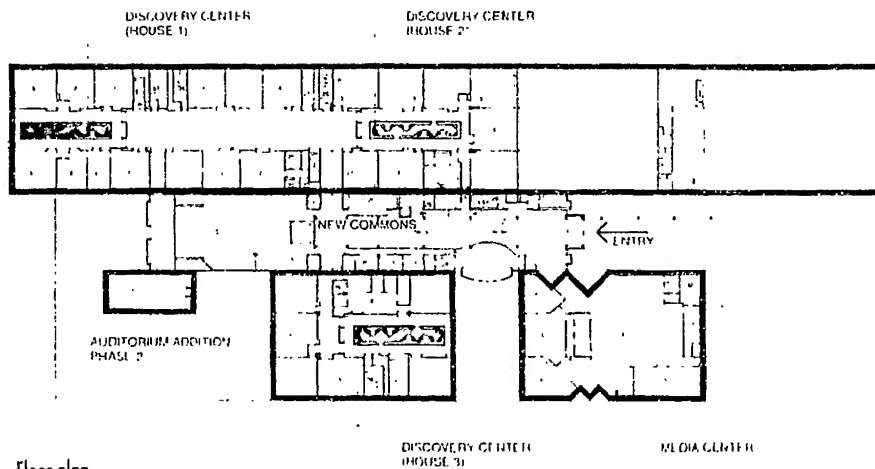 DISCOVERY CENTER
(HOUSE 1)
DISCOVERY CENTER
(HOUSE 2)
NEW COMMONS
ENTRY
AUDITORIUM ADDITION
PHASE 2
DISCOVERY CENTER
(HOUSE 3)
MEDIA CENTER
Floor plan